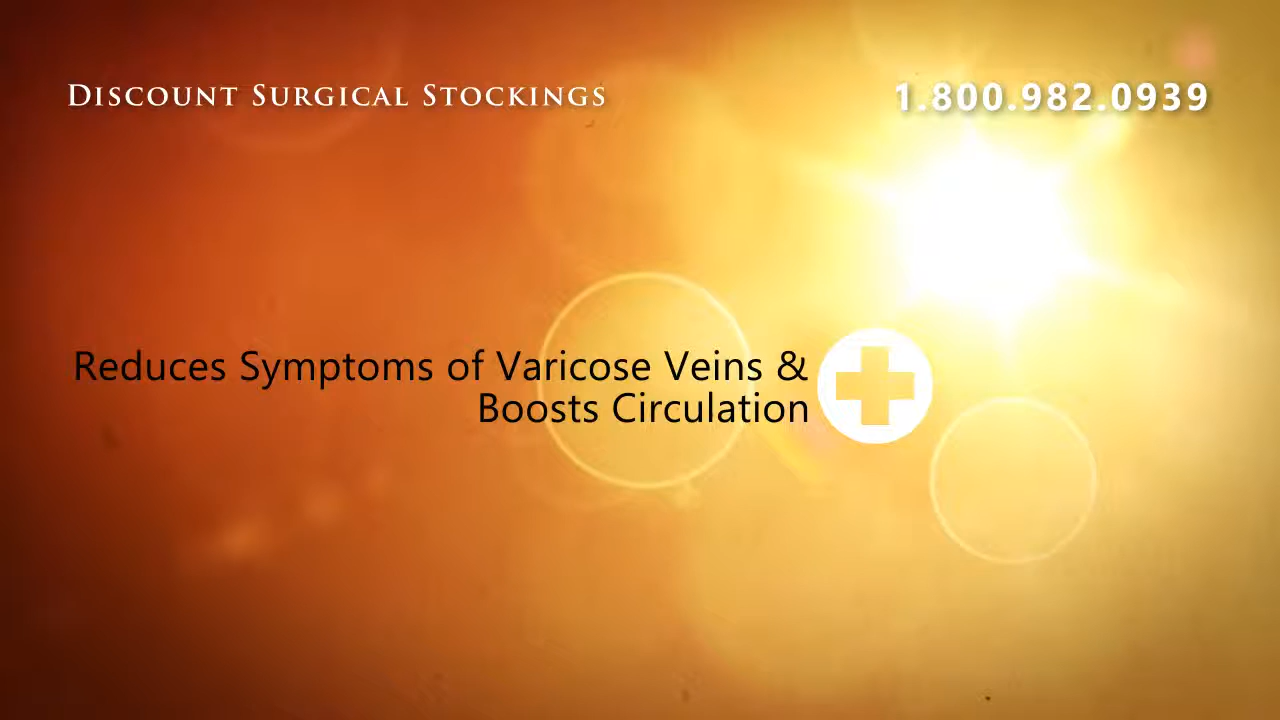 Discount Surgical Stockings
1.800.982.0939
Reduces Symptoms of Varicose Veins &
Boosts Circulation